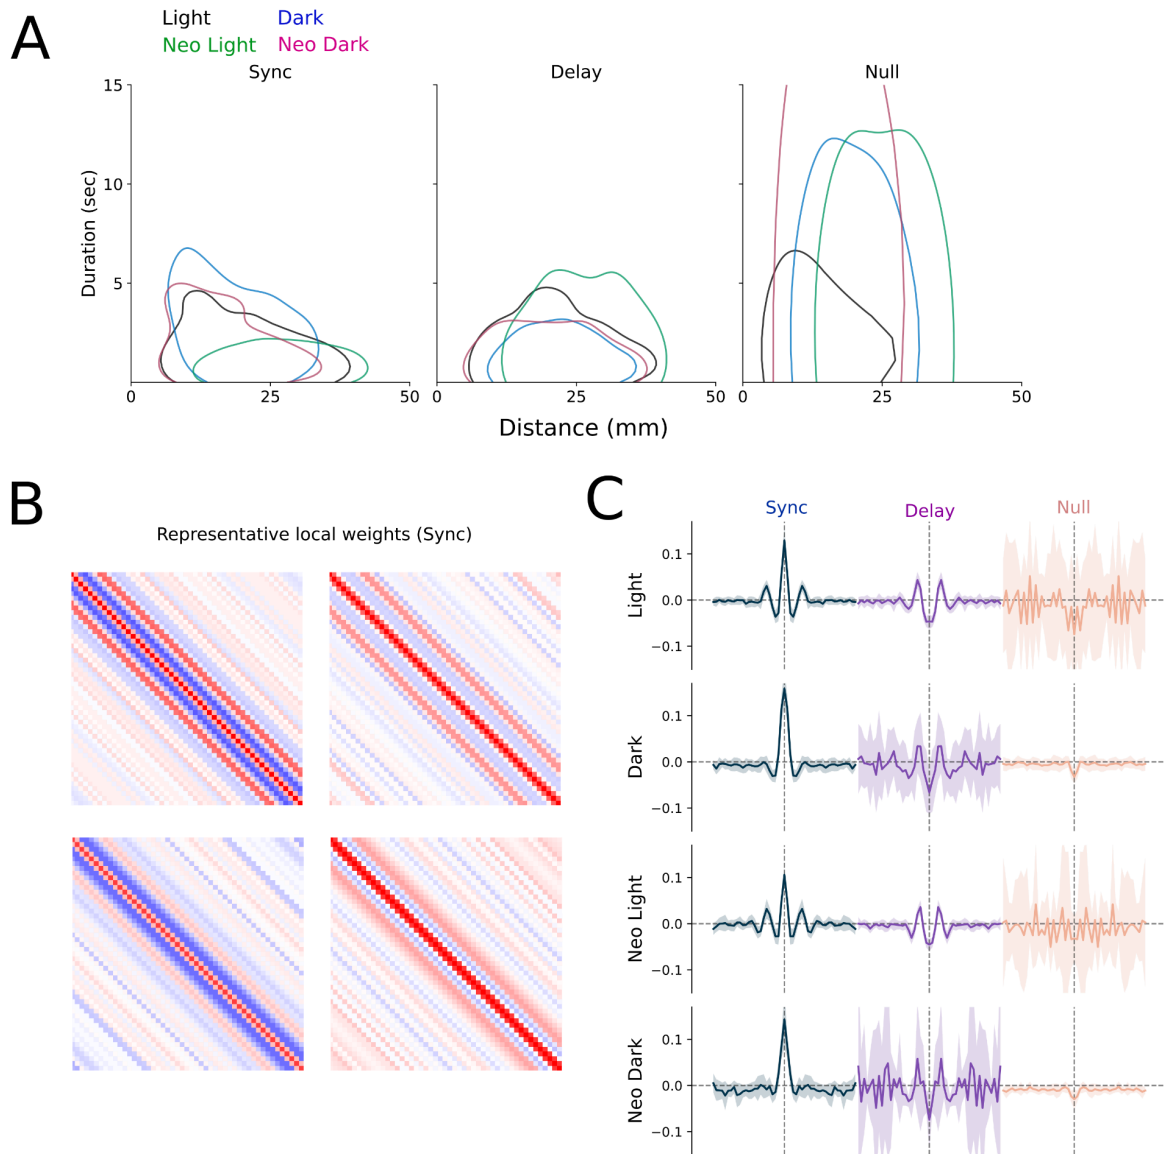 A
Light Dark
Neo Light Neo Dark
Sync Delay Null
Duration (sec)
15
10
5
0 25 50 0 25 50 0 25 50
Distance (mm)
B
Representative local weights (Sync)
C
Sync Delay Null
Light
0.1
0.0
−0.1
Dark
0.1
0.0
−0.1
Neo Light
0.1
0.0
−0.1
Neo Dark
0.1
0.0
−0.1